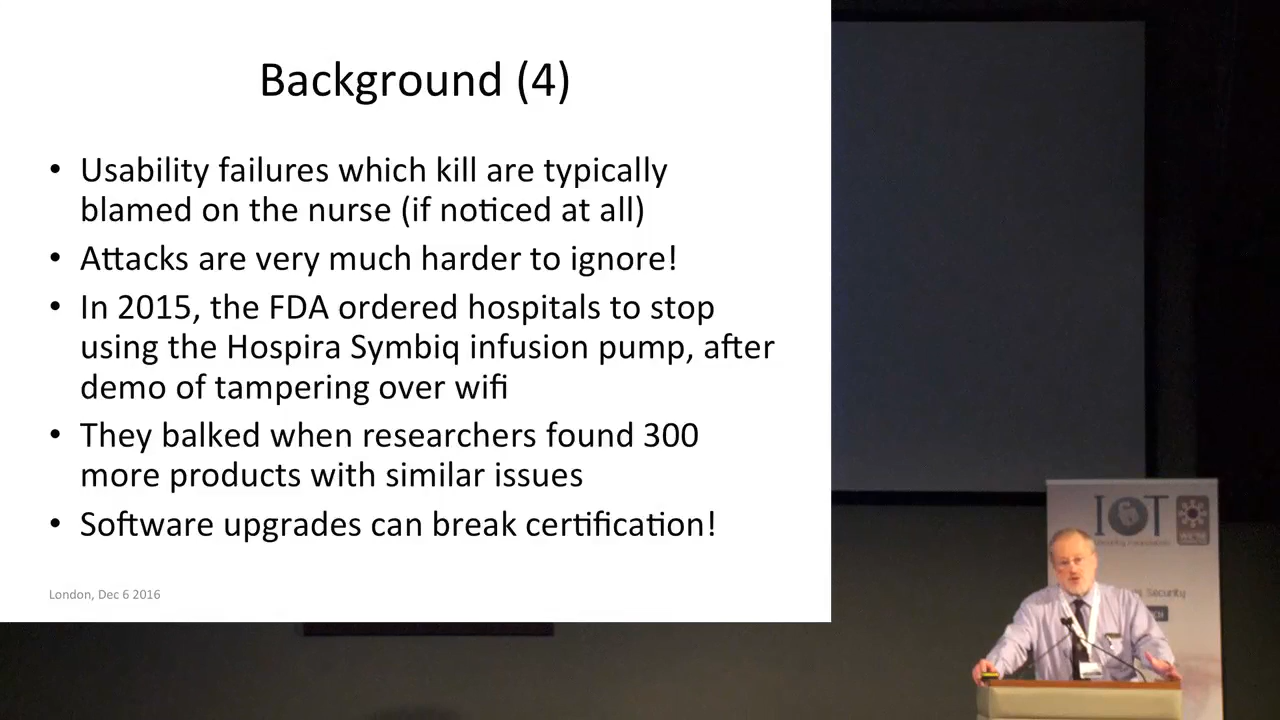 Background (4)
• Usability failures which kill are typically
blamed on the nurse (if noticed at all)
• Attacks are very much harder to ignore!
• In 2015, the FDA ordered hospitals to stop
using the Hospira Symbiq infusion pump, after
demo of tampering over wifi
• They balked when researchers found 300
more products with similar issues
• Software upgrades can break certification!
London, Dec 6 2016
IOT
Security